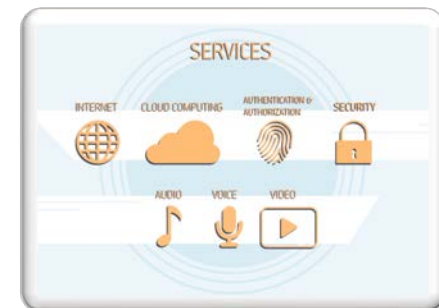 SERVICES
INTERNET
CLOUD COMPUTING
AUTHENTICATION &
AUTHORIZATION
SECURITY
AUDIO
VOICE
VIDEO